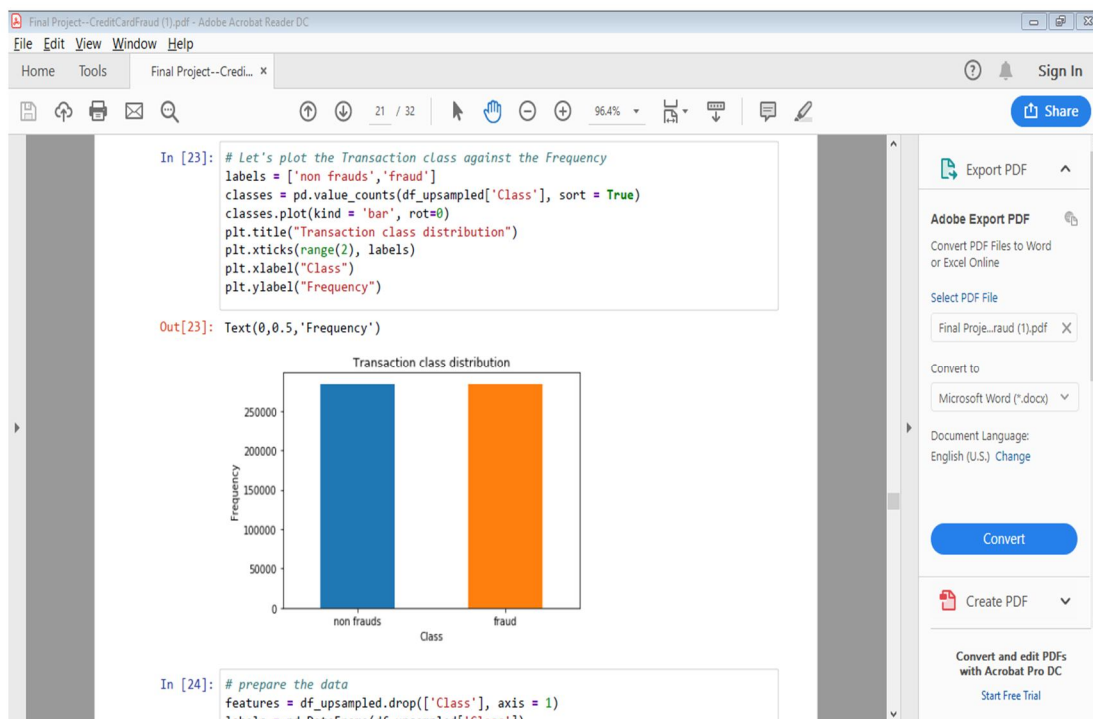 Final Project--CreditCardFraud (1).pdf - Adobe Acrobat Reader DC
File Edit View Window Help
Home Tools Final Project--Credi... × Sign In
21 / 32 96.4% Share
In [23]: # Let's plot the Transaction class against the Frequency
labels = ['non frauds','fraud']
classes = pd.value_counts(df_upsampled['Class'], sort = True)
classes.plot(kind = 'bar', rot=0)
plt.title("Transaction class distribution")
plt.xticks(range(2), labels)
plt.xlabel("Class")
plt.ylabel("Frequency")
Out[23]: Text(0,0.5,'Frequency')
Transaction class distribution
250000
200000
150000
100000
50000
0
Frequency
non frauds fraud
Class
In [24]: # prepare the data
features = df_upsampled.drop(['Class'], axis = 1)
Export PDF
Adobe Export PDF
Convert PDF Files to Word
or Excel Online
Select PDF File
Final Proje...raud (1).pdf
Convert to
Microsoft Word (*.docx)
Document Language:
English (U.S.) Change
Convert
Create PDF
Convert and edit PDFs
with Acrobat Pro DC
Start Free Trial